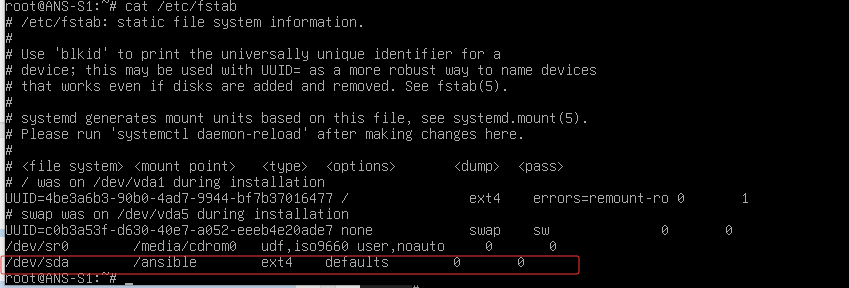 root@ANS-S1:~# cat /etc/fstab
# /etc/fstab: static file system information.
#
# Use 'blkid' to print the universally unique identifier for a
# device; this may be used with UUID= as a more robust way to name devices
# that works even if disks are added and removed. See fstab(5).
#
# systemd generates mount units based on this file, see systemd.mount(5).
# Please run 'systemctl daemon-reload' after making changes here.
#
# <file system> <mount point>   <type>  <options>       <dump>  <pass>
# / was on /dev/vda1 during installation
UUID=4be3a6b3-90b0-4ad7-9944-bf7b37016477 /               ext4    errors=remount-ro 0       1
# swap was on /dev/vda5 during installation
UUID=c0b3a53f-d630-40e7-a052-eeeb4e20ade7 none            swap    sw              0       0
/dev/sr0        /media/cdrom0   udf,iso9660 user,noauto     0       0
/dev/sda        /ansible        ext4    defaults        0       0
root@ANS-S1:~#